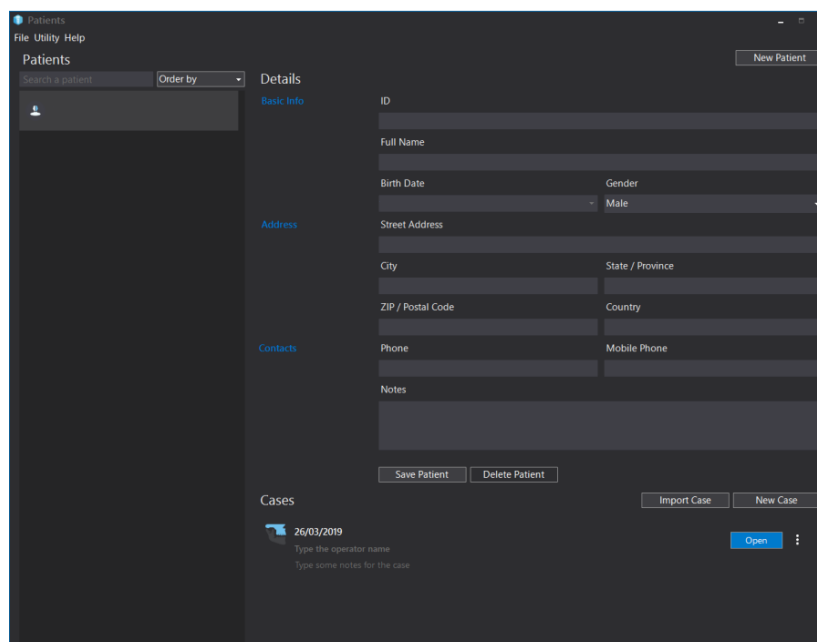 Patients
File Utility Help
Patients
New Patient
Search a patient
Order by
Details
Basic Info
ID
Full Name
Birth Date Gender
Male
Address
Street Address
City State / Province
ZIP / Postal Code Country
Contacts
Phone Mobile Phone
Notes
Save Patient Delete Patient
Cases
Import Case New Case
26/03/2019
Type the operator name
Open
Type some notes for the case